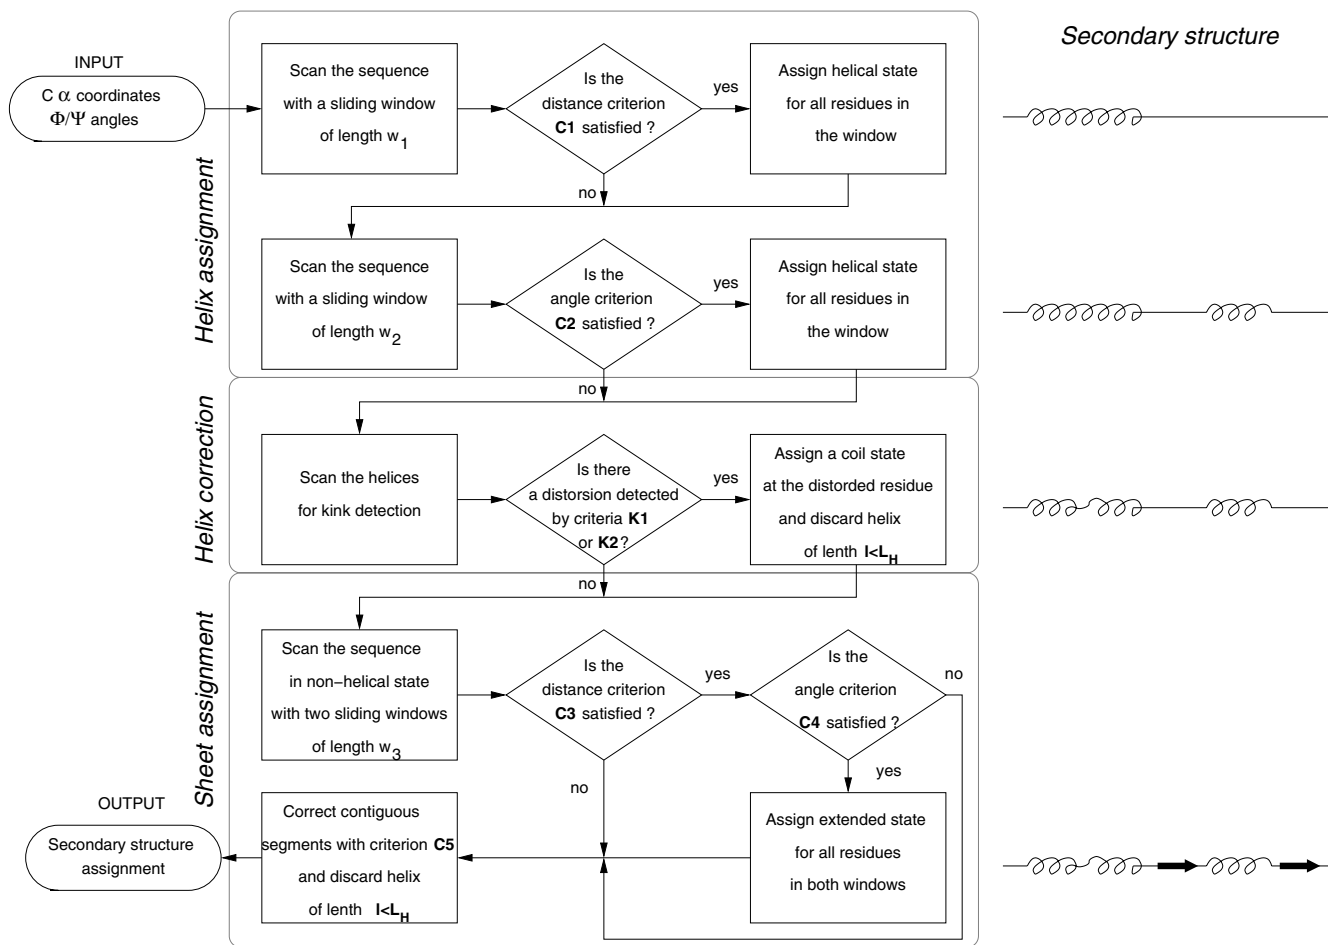 Secondary structure
INPUT
C α coordinates
Φ/Ψ angles
Helix assignment
Scan the sequence
with a sliding window
of length w1
Is the
distance criterion
C1 satisfied ?
yes
no
Assign helical state
for all residues in
the window
Scan the sequence
with a sliding window
of length w2
Is the
angle criterion
C2 satisfied ?
yes
no
Assign helical state
for all residues in
the window
Helix correction
Scan the helices
for kink detection
Is there
a distorsion detected
by criteria K1
or K2?
yes
no
Assign a coil state
at the distorded residue
and discard helix
of lenth l<LH
Sheet assignment
Scan the sequence
in non-helical state
with two sliding windows
of length w3
Is the
distance criterion
C3 satisfied ?
yes
no
Is the
angle criterion
C4 satisfied ?
no
yes
Assign extended state
for all residues
in both windows
Correct contiguous
segments with criterion C5
and discard helix
of lenth l<LH
OUTPUT
Secondary structure
assignment